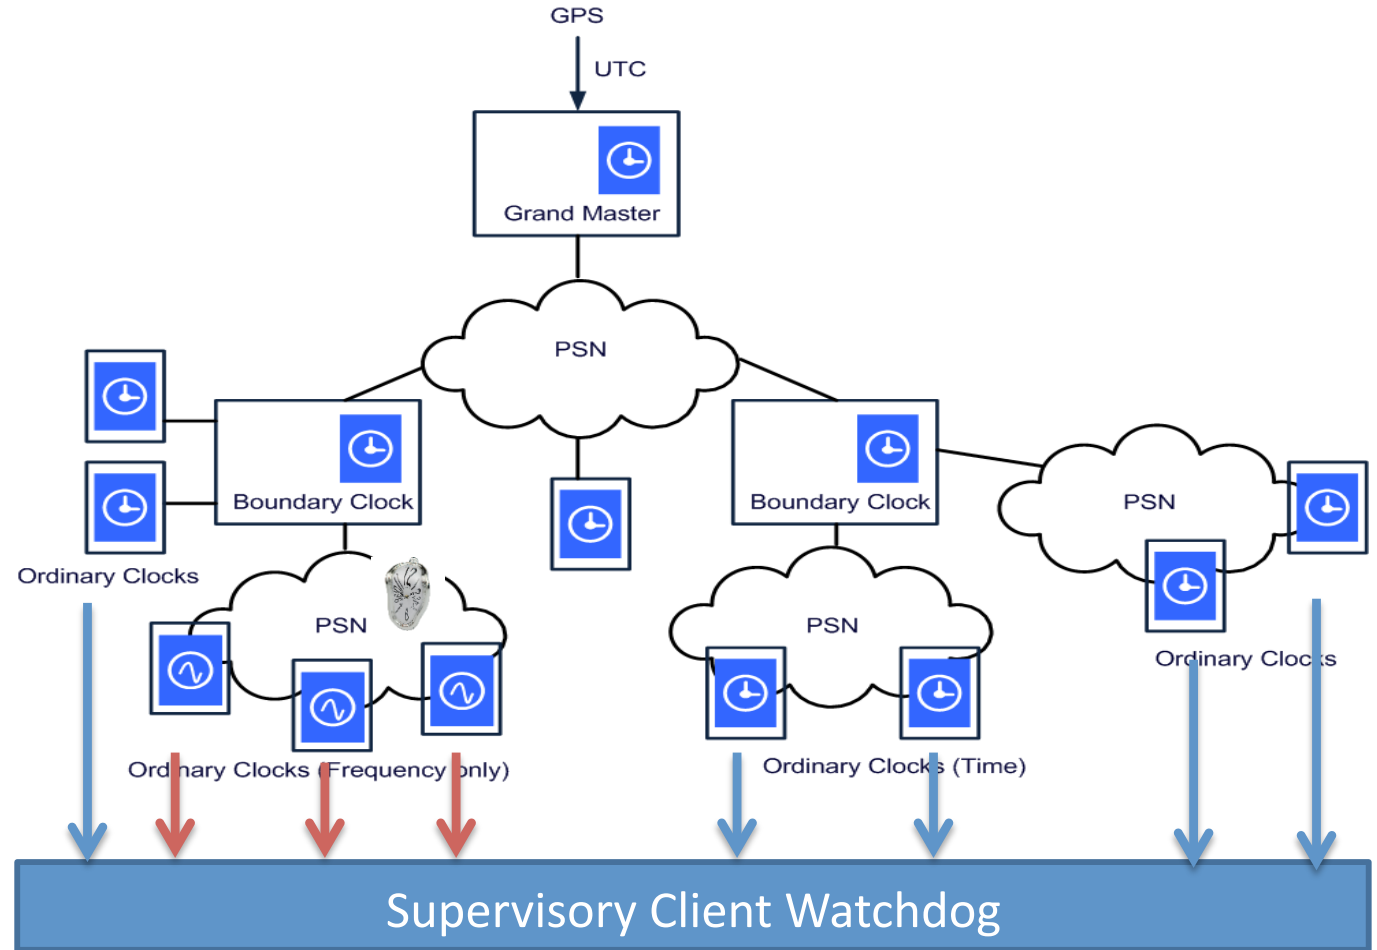 GPS
UTC
Grand Master
PSN
Boundary Clock
Boundary Clock
PSN
Ordinary Clocks
PSN
PSN
Ordinary Clocks
Ordinary Clocks (Frequency only)
Ordinary Clocks (Time)
Supervisory Client Watchdog